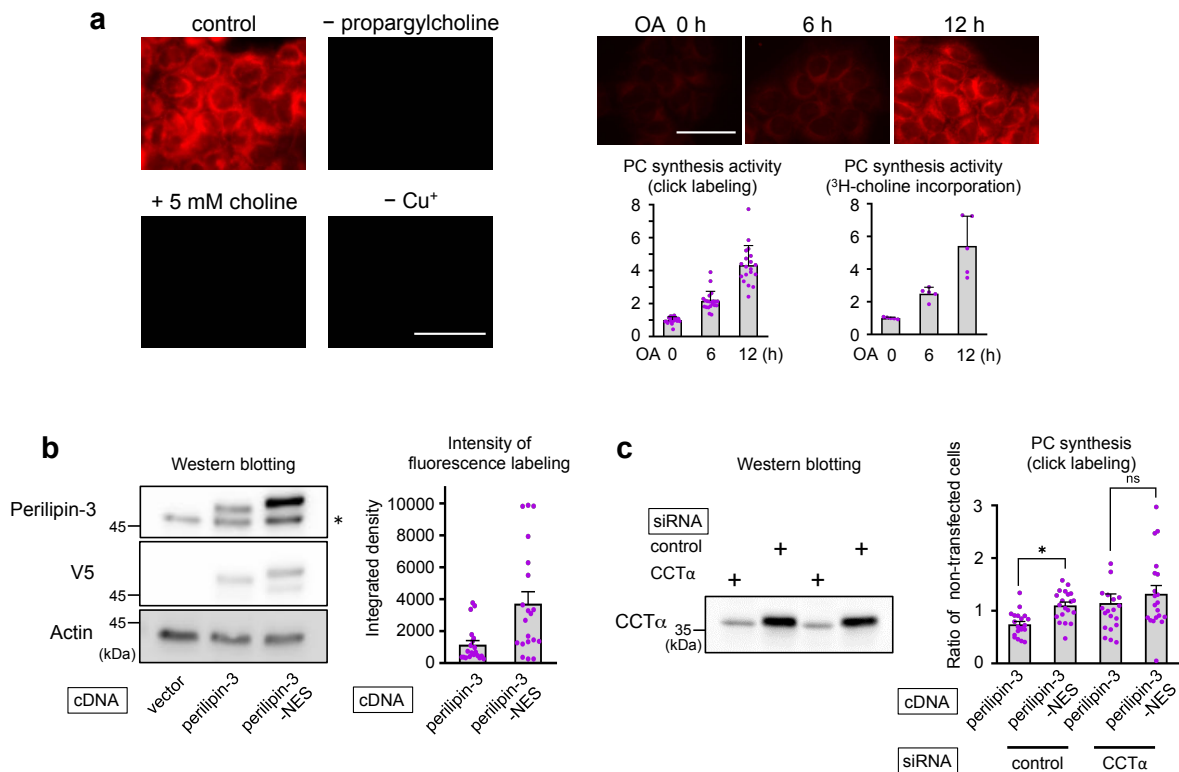 a
control
− propargylcholine
+ 5 mM choline
− Cu⁺
OA 0 h
6 h
12 h
PC synthesis activity
(click labeling)
8
6
4
2
0
OA 0 6 12 (h)
PC synthesis activity
(³H-choline incorporation)
8
6
4
2
0
OA 0 6 12 (h)
b
Western blotting
Perilipin-3
45
*
V5
45
Actin
(kDa)
cDNA
vector
perilipin-3
perilipin-3
-NES
Intensity of
fluorescence labeling
Integrated density
10000
8000
6000
4000
2000
0
cDNA
perilipin-3
perilipin-3
-NES
c
Western blotting
siRNA
control + +
CCTα + +
CCTα
35
(kDa)
PC synthesis
(click labeling)
Ratio of non-transfected cells
3
2
1
0
*
ns
cDNA
perilipin-3
perilipin-3
-NES
perilipin-3
perilipin-3
-NES
siRNA
control
CCTα